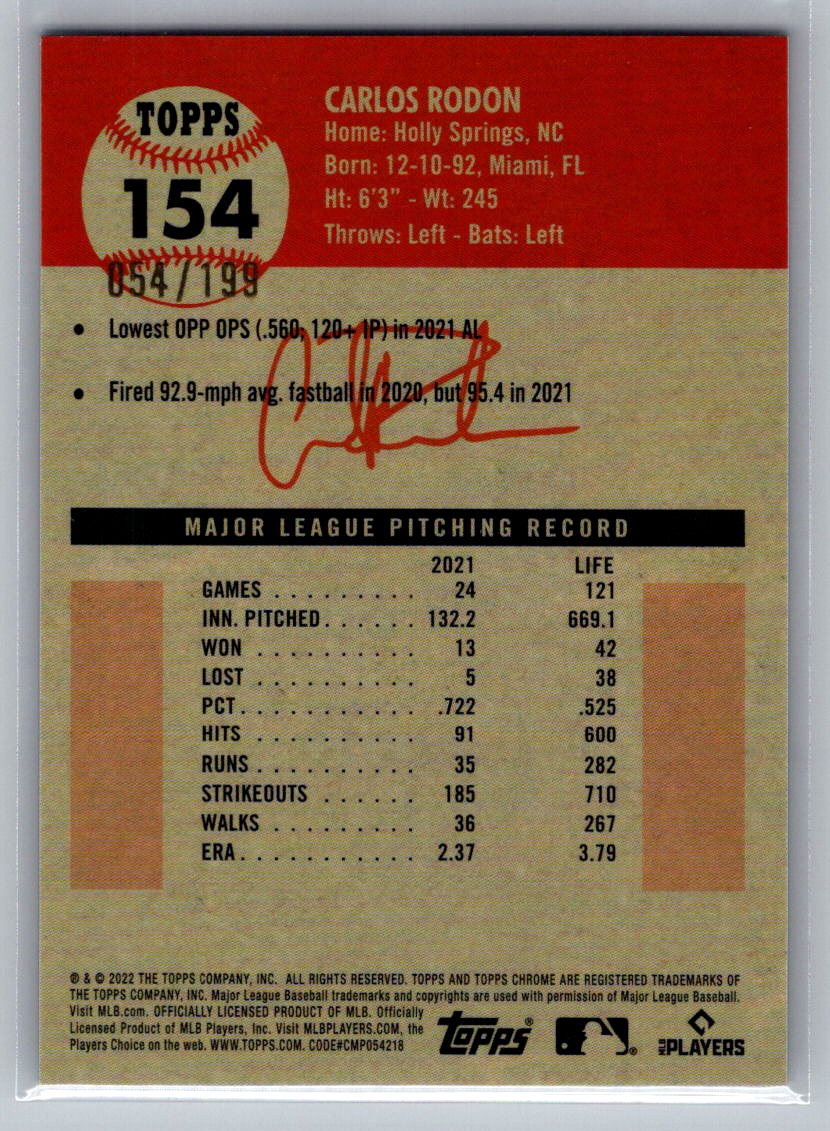 TOPPS
154
054/199
CARLOS RODON
Home: Holly Springs, NC
Born: 12-10-92, Miami, FL
Ht: 6'3" - Wt: 245
Throws: Left - Bats: Left
• Lowest OPP OPS (.560; 120+ IP) in 2021 AL
• Fired 92.9-mph avg. fastball in 2020, but 95.4 in 2021
MAJOR LEAGUE PITCHING RECORD
2021 LIFE
GAMES . . . . . . . . . . 24 121
INN. PITCHED. . . . . . 132.2 669.1
WON . . . . . . . . . . . 13 42
LOST . . . . . . . . . . . 5 38
PCT. . . . . . . . . . . . .722 .525
HITS . . . . . . . . . . . 91 600
RUNS . . . . . . . . . . . 35 282
STRIKEOUTS . . . . . . 185 710
WALKS . . . . . . . . . . 36 267
ERA. . . . . . . . . . . . 2.37 3.79
® & © 2022 THE TOPPS COMPANY, INC. ALL RIGHTS RESERVED. TOPPS AND TOPPS CHROME ARE REGISTERED TRADEMARKS OF
THE TOPPS COMPANY, INC. Major League Baseball trademarks and copyrights are used with permission of Major League Baseball.
Visit MLB.com. OFFICIALLY LICENSED PRODUCT OF MLB. Officially
Licensed Product of MLB Players, Inc. Visit MLBPLAYERS.COM, the
Players Choice on the web. WWW.TOPPS.COM. CODE#CMP054218
topps®
®
MLB PLAYERS